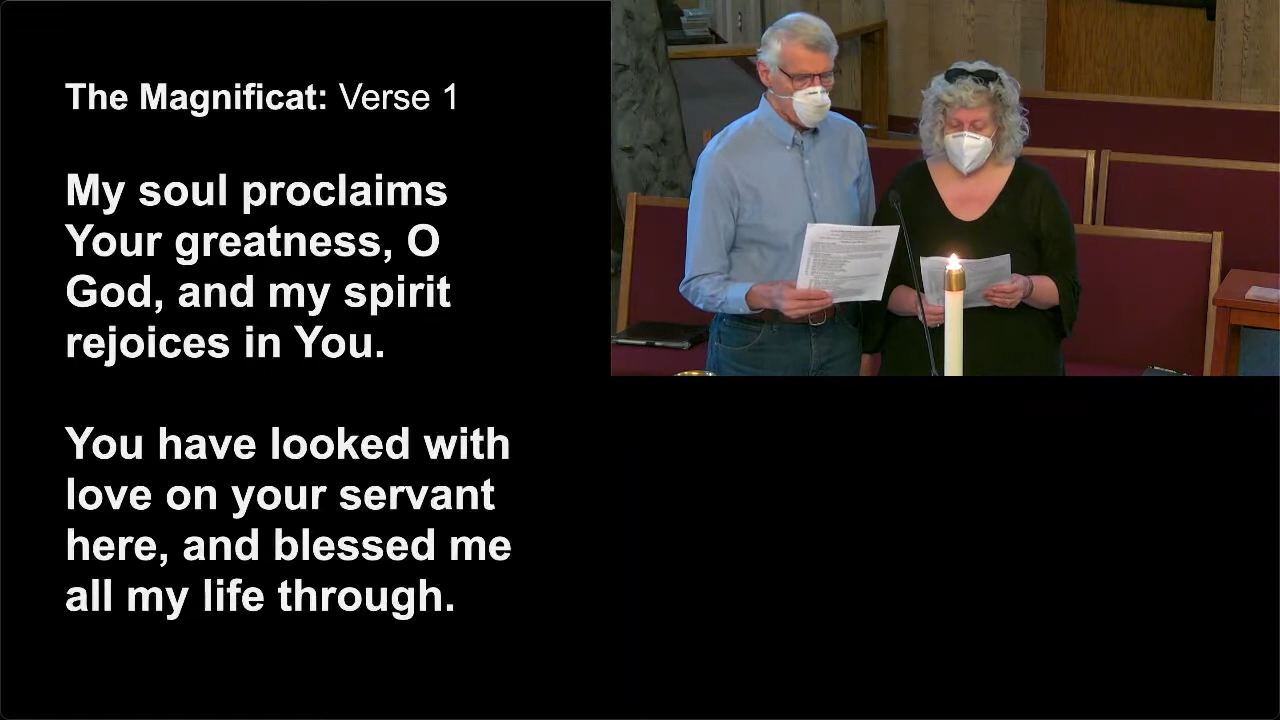 The Magnificat: Verse 1
My soul proclaims
Your greatness, O
God, and my spirit
rejoices in You.
You have looked with
love on your servant
here, and blessed me
all my life through.